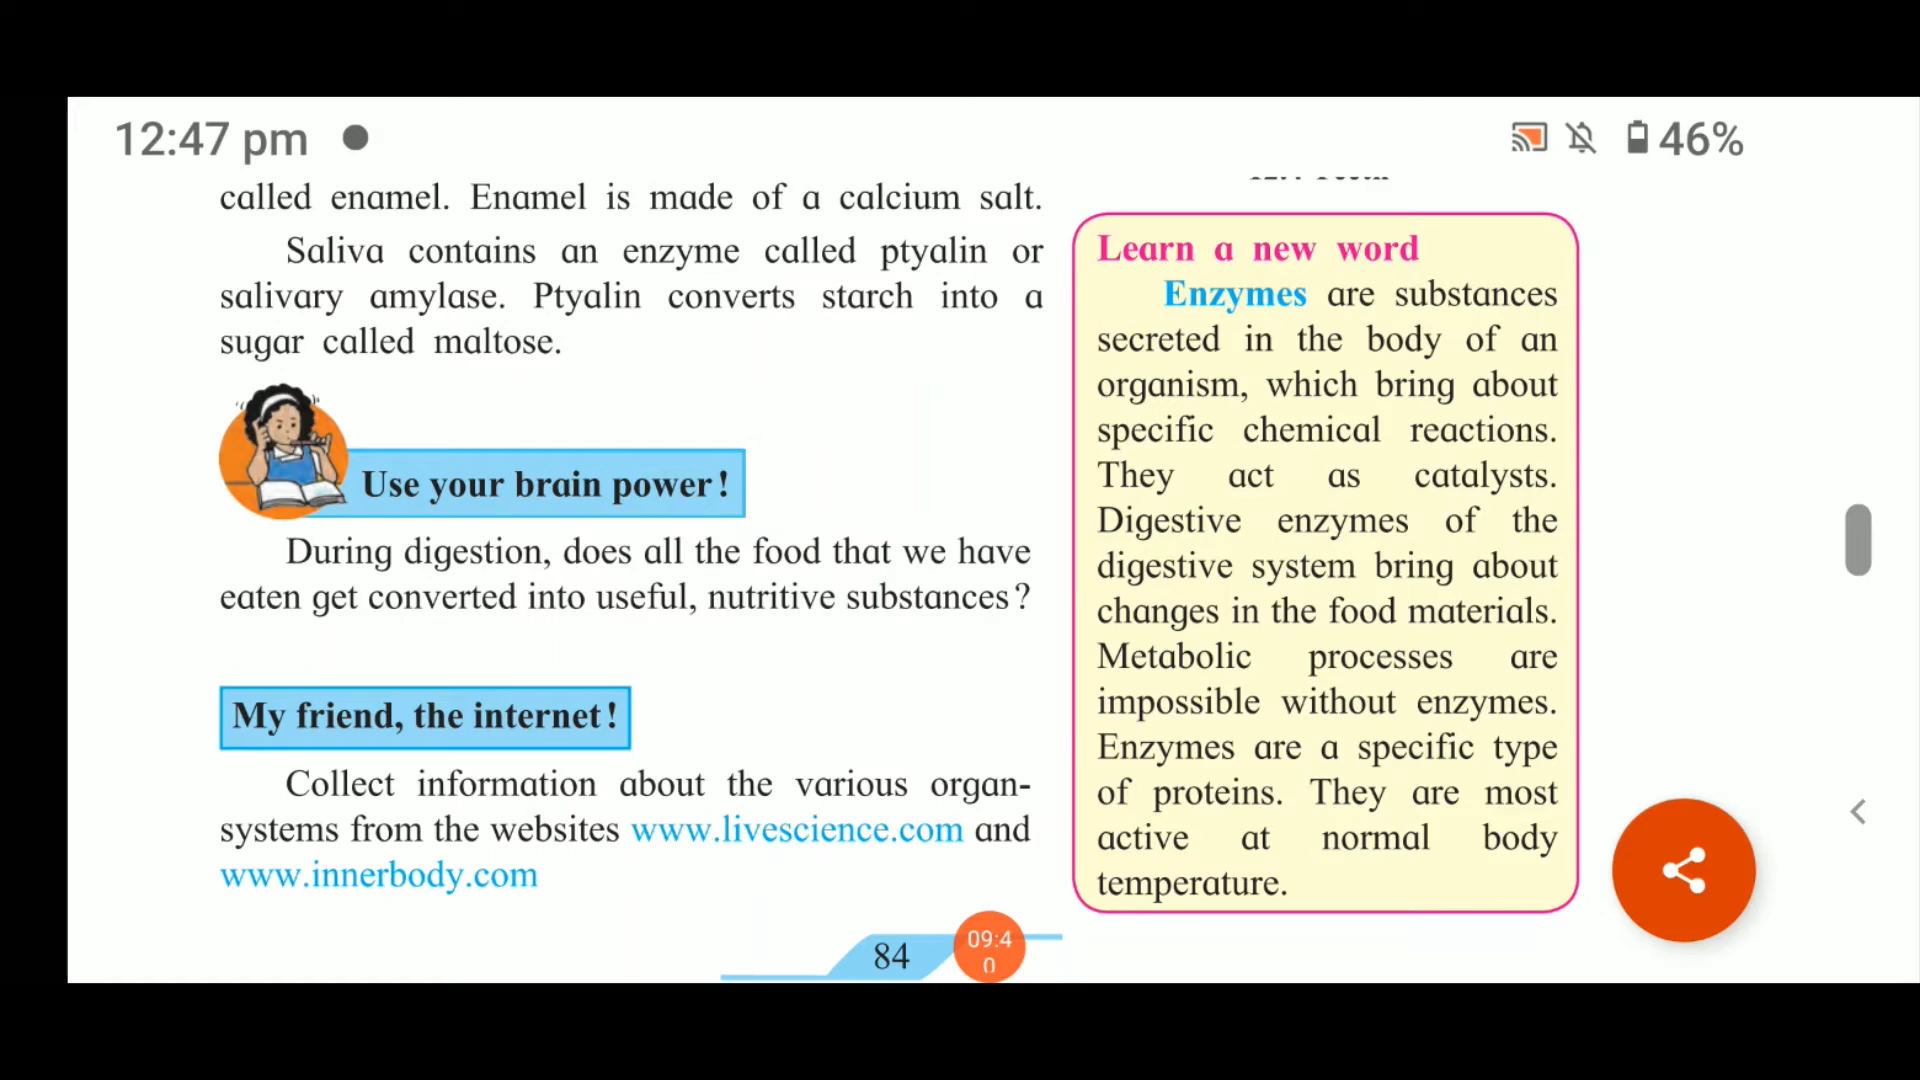 12:47 pm
46%
called enamel. Enamel is made of a calcium salt.
Saliva contains an enzyme called ptyalin or
salivary amylase. Ptyalin converts starch into a
sugar called maltose.
Use your brain power!
During digestion, does all the food that we have
eaten get converted into useful, nutritive substances?
My friend, the internet!
Collect information about the various organ-
systems from the websites www.livescience.com and
www.innerbody.com
84
09:4
0
Learn a new word
Enzymes are substances
secreted in the body of an
organism, which bring about
specific chemical reactions.
They act as catalysts.
Digestive enzymes of the
digestive system bring about
changes in the food materials.
Metabolic processes are
impossible without enzymes.
Enzymes are a specific type
of proteins. They are most
active at normal body
temperature.